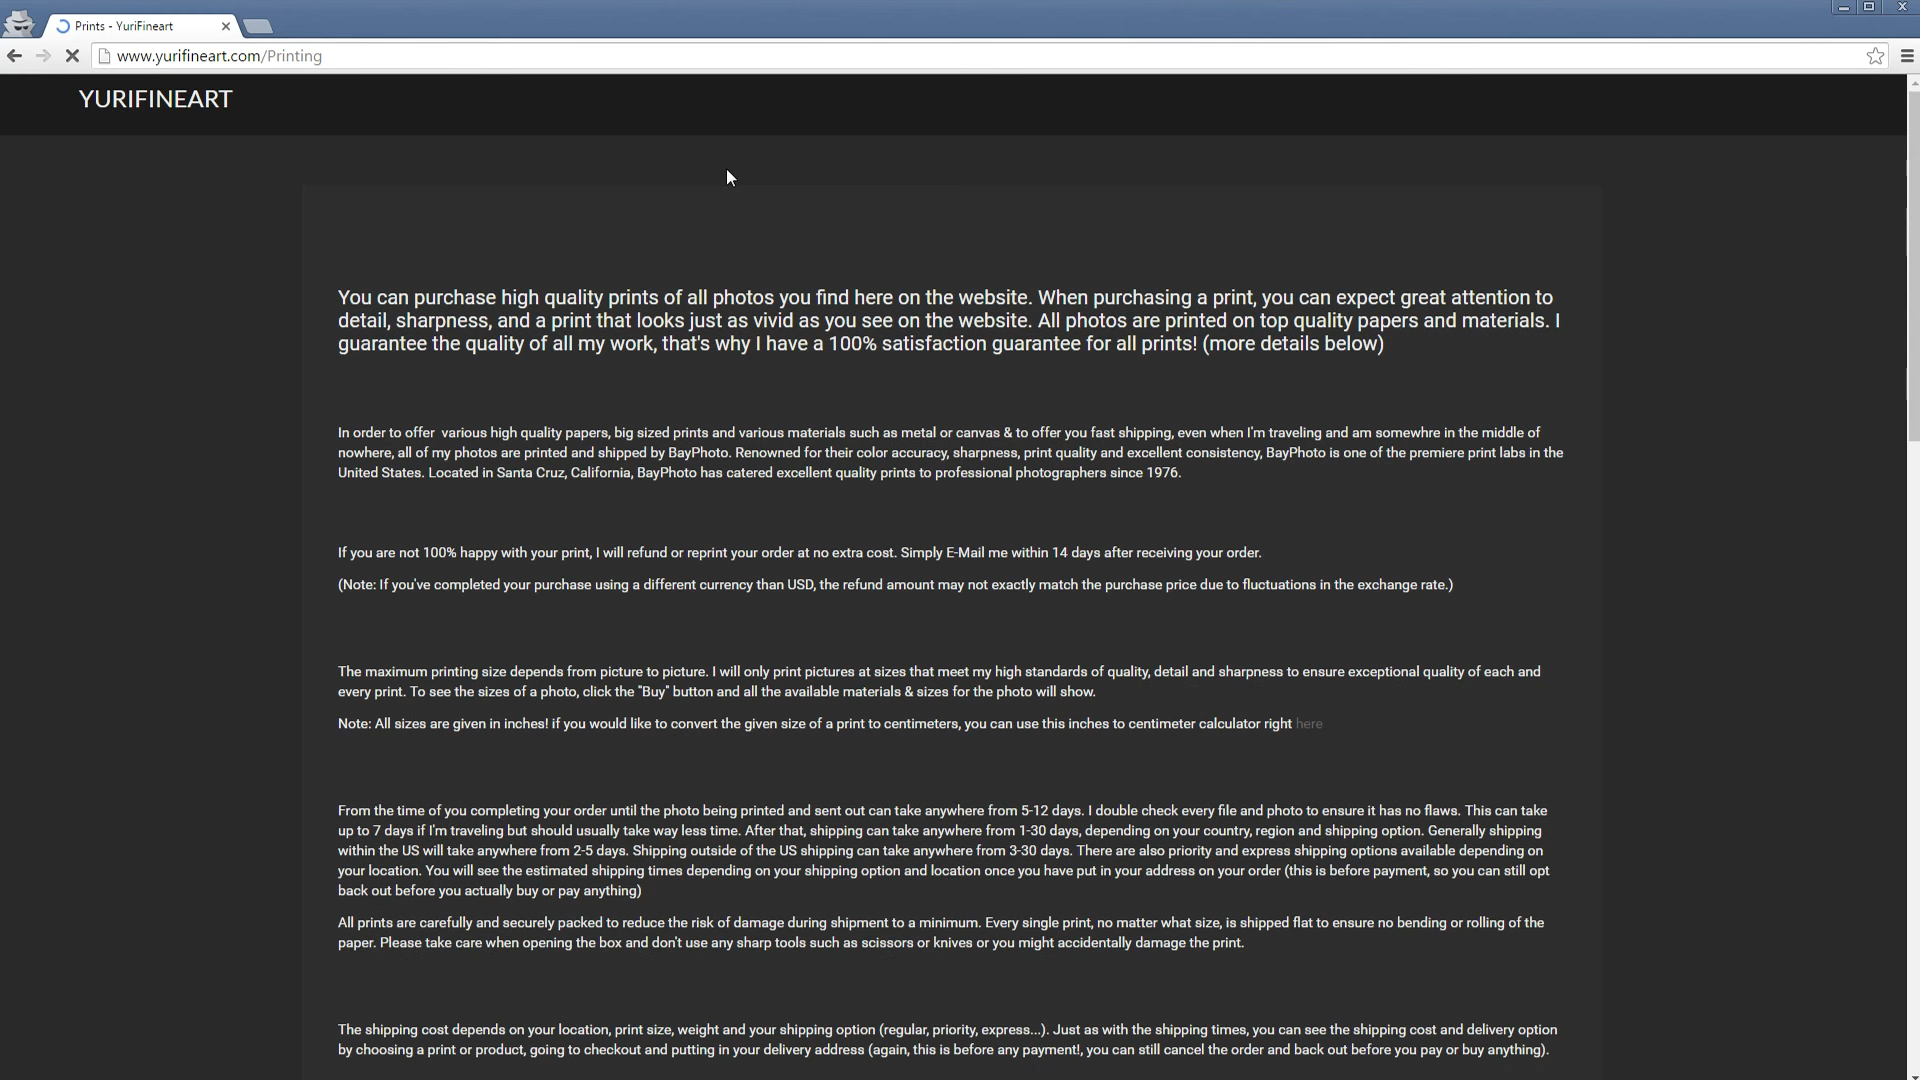 Prints - YuriFineart
www.yurifineart.com/Printing
YURIFINEART
You can purchase high quality prints of all photos you find here on the website. When purchasing a print, you can expect great attention to
detail, sharpness, and a print that looks just as vivid as you see on the website. All photos are printed on top quality papers and materials. I
guarantee the quality of all my work, that's why I have a 100% satisfaction guarantee for all prints! (more details below)
In order to offer  various high quality papers, big sized prints and various materials such as metal or canvas & to offer you fast shipping, even when I'm traveling and am somewhre in the middle of
nowhere, all of my photos are printed and shipped by BayPhoto. Renowned for their color accuracy, sharpness, print quality and excellent consistency, BayPhoto is one of the premiere print labs in the
United States. Located in Santa Cruz, California, BayPhoto has catered excellent quality prints to professional photographers since 1976.
If you are not 100% happy with your print, I will refund or reprint your order at no extra cost. Simply E-Mail me within 14 days after receiving your order.
(Note: If you've completed your purchase using a different currency than USD, the refund amount may not exactly match the purchase price due to fluctuations in the exchange rate.)
The maximum printing size depends from picture to picture. I will only print pictures at sizes that meet my high standards of quality, detail and sharpness to ensure exceptional quality of each and
every print. To see the sizes of a photo, click the "Buy" button and all the available materials & sizes for the photo will show.
Note: All sizes are given in inches! if you would like to convert the given size of a print to centimeters, you can use this inches to centimeter calculator right here
From the time of you completing your order until the photo being printed and sent out can take anywhere from 5-12 days. I double check every file and photo to ensure it has no flaws. This can take
up to 7 days if I'm traveling but should usually take way less time. After that, shipping can take anywhere from 1-30 days, depending on your country, region and shipping option. Generally shipping
within the US will take anywhere from 2-5 days. Shipping outside of the US shipping can take anywhere from 3-30 days. There are also priority and express shipping options available depending on
your location. You will see the estimated shipping times depending on your shipping option and location once you have put in your address on your order (this is before payment, so you can still opt
back out before you actually buy or pay anything)
All prints are carefully and securely packed to reduce the risk of damage during shipment to a minimum. Every single print, no matter what size, is shipped flat to ensure no bending or rolling of the
paper. Please take care when opening the box and don't use any sharp tools such as scissors or knives or you might accidentally damage the print.
The shipping cost depends on your location, print size, weight and your shipping option (regular, priority, express...). Just as with the shipping times, you can see the shipping cost and delivery option
by choosing a print or product, going to checkout and putting in your delivery address (again, this is before any payment!, you can still cancel the order and back out before you pay or buy anything).